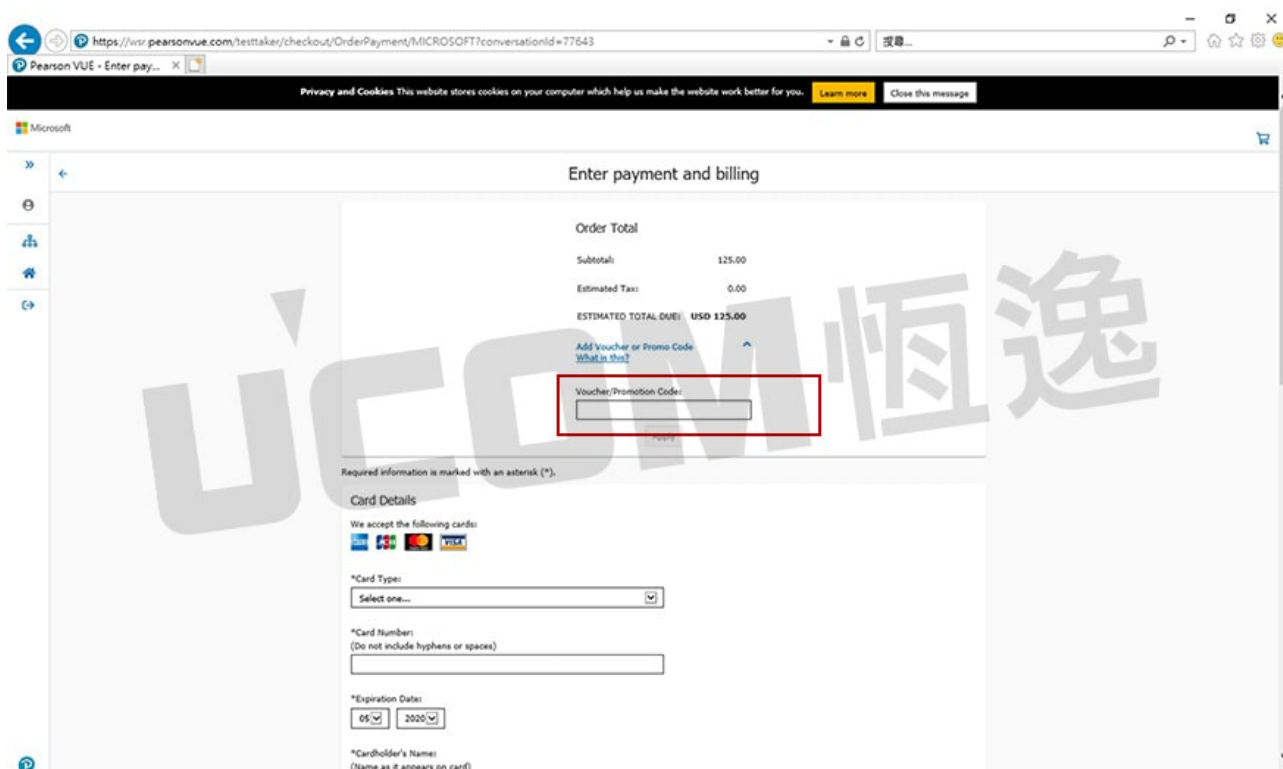 https://wsr.pearsonvue.com/testtaker/checkout/OrderPayment/MICROSOFT?conversationId=77643
搜尋...
Pearson VUE - Enter pay...
Privacy and Cookies This website stores cookies on your computer which help us make the website work better for you. Learn more Close this message
Microsoft
Enter payment and billing
Order Total
Subtotal: 125.00
Estimated Tax: 0.00
ESTIMATED TOTAL DUE: USD 125.00
Add Voucher or Promo Code
What is this?
Voucher/Promotion Code:
Apply
UCOM恆逸
Required information is marked with an asterisk (*).
Card Details
We accept the following cards:
VISA
*Card Type:
Select one...
*Card Number:
(Do not include hyphens or spaces)
*Expiration Date:
05 2020
*Cardholder's Name:
(Name as it appears on card)